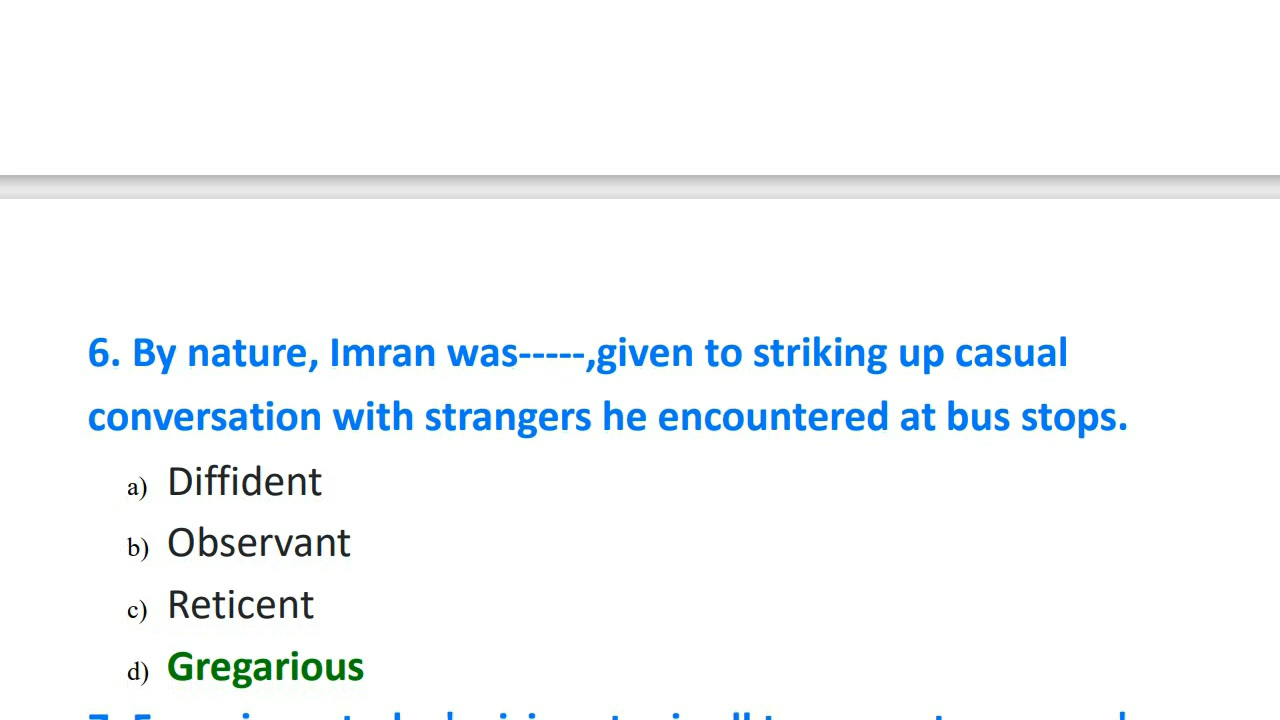 6. By nature, Imran was-----,given to striking up casual
conversation with strangers he encountered at bus stops.
a) Diffident
b) Observant
c) Reticent
d) Gregarious